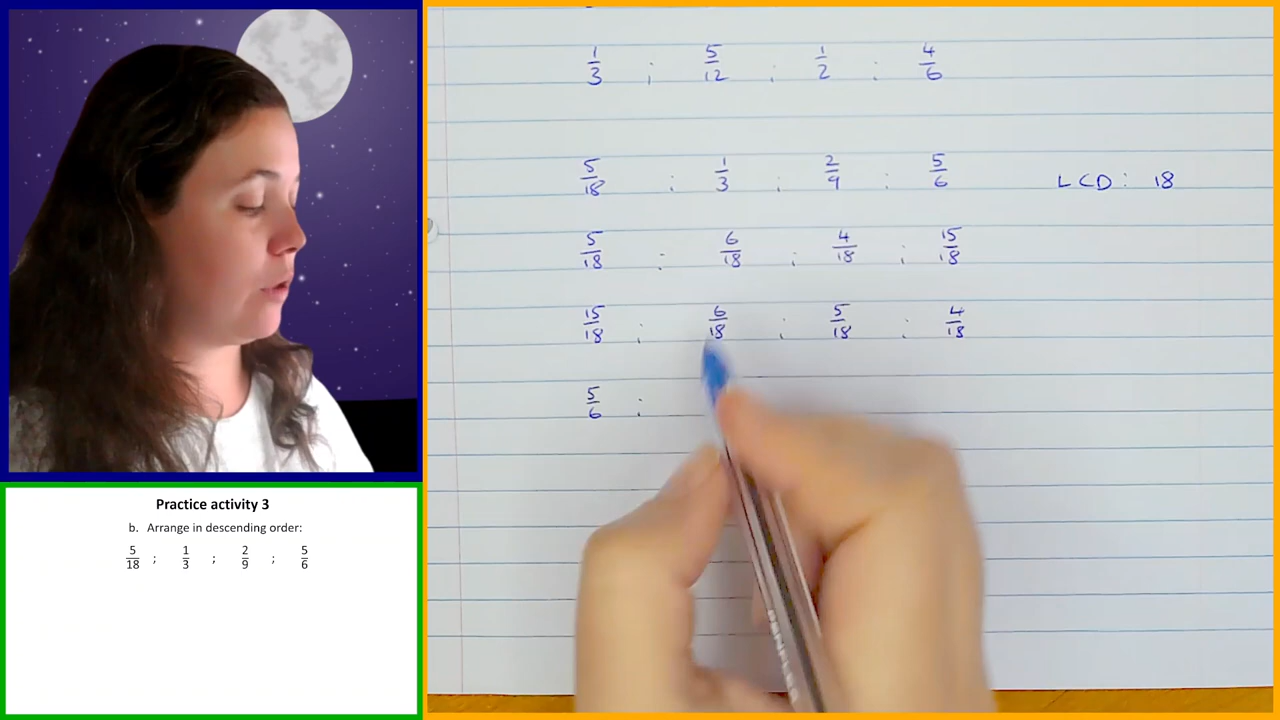 1/3 ; 5/12 ; 1/2 ; 4/6
5/18 ; 1/3 ; 2/9 ; 5/6 LCD: 18
5/18 ; 6/18 ; 4/18 ; 15/18
15/18 ; 6/18 ; 5/18 ; 4/18
5/6 ;
Practice activity 3
b. Arrange in descending order:
5/18 ; 1/3 ; 2/9 ; 5/6